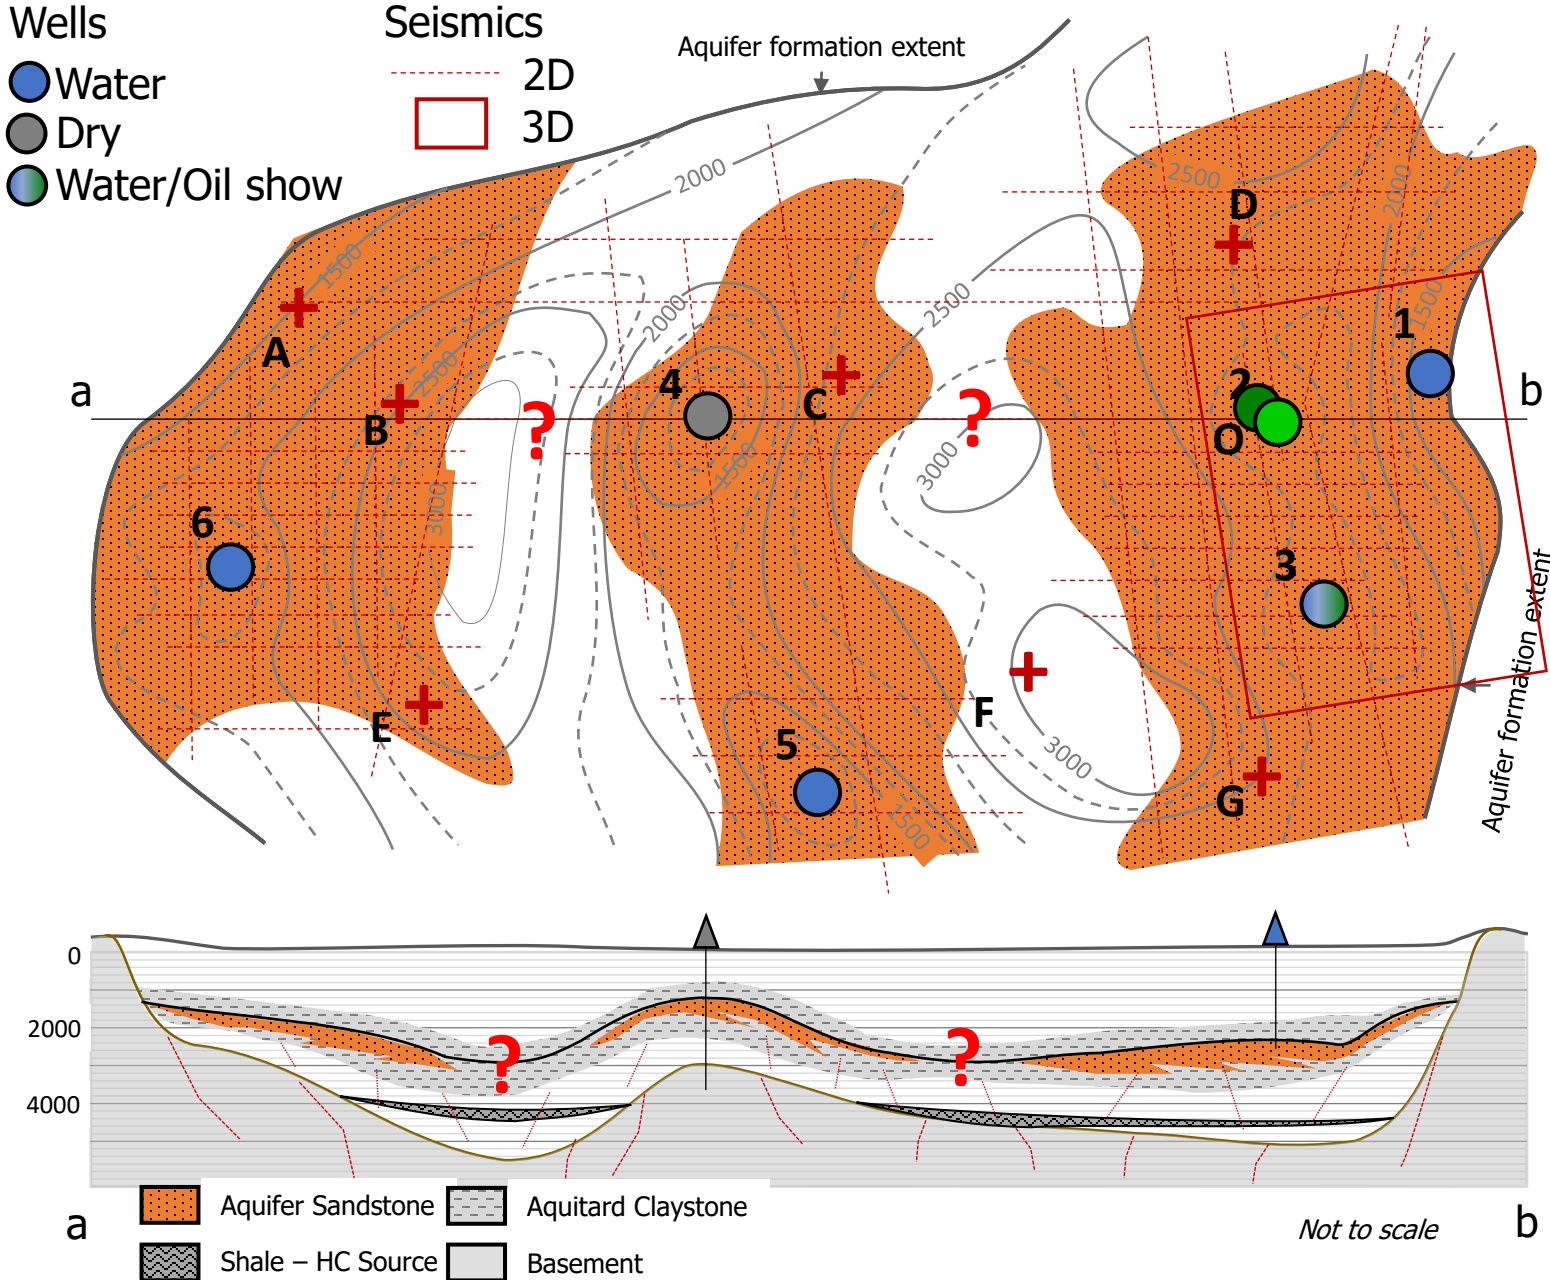 Wells
Water
Dry
Water/Oil show
Seismics
2D
3D
Aquifer formation extent
2000
2500
2000
D
1500
A
1500
1
2000
2500
a
2500
B
4
C
2
b
?
?
O
1500
3000
3000
6
3
Aquifer formation extent
E
F
5
3000
G
1500
0
2000
4000
?
?
Aquifer Sandstone
Aquitard Claystone
a
Not to scale
b
Shale – HC Source
Basement